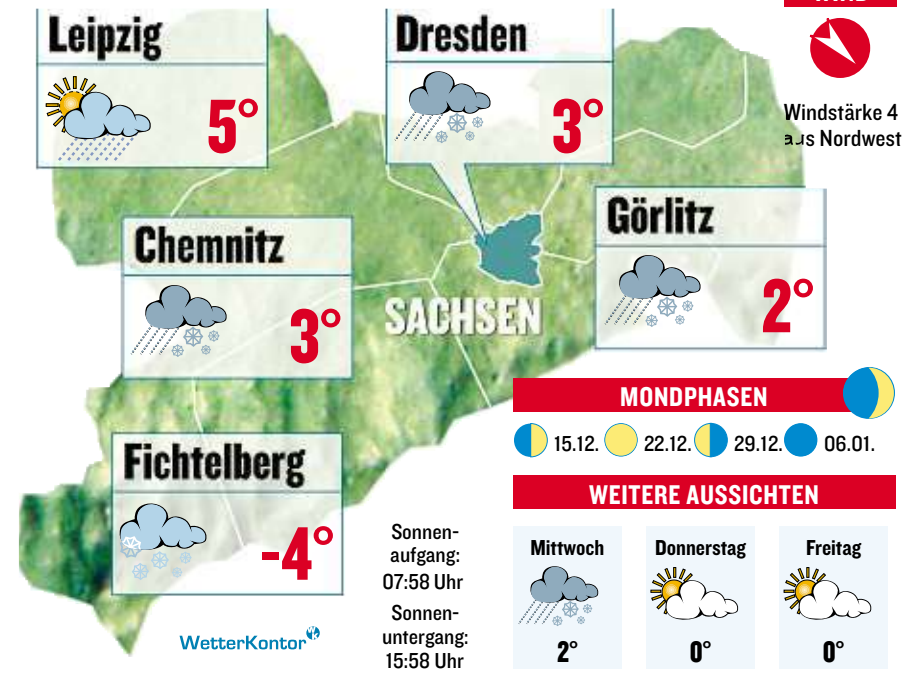 Leipzig
5°
Dresden
3°
Windstärke 4
aus Nordwest
Chemnitz
3°
Görlitz
2°
SACHSEN
Fichtelberg
-4°
MONDPHASEN
15.12. 22.12. 29.12. 06.01.
WEITERE AUSSICHTEN
Sonnen-
aufgang:
07:58 Uhr
Sonnen-
untergang:
15:58 Uhr
Mittwoch
2°
Donnerstag
0°
Freitag
0°
WetterKontor